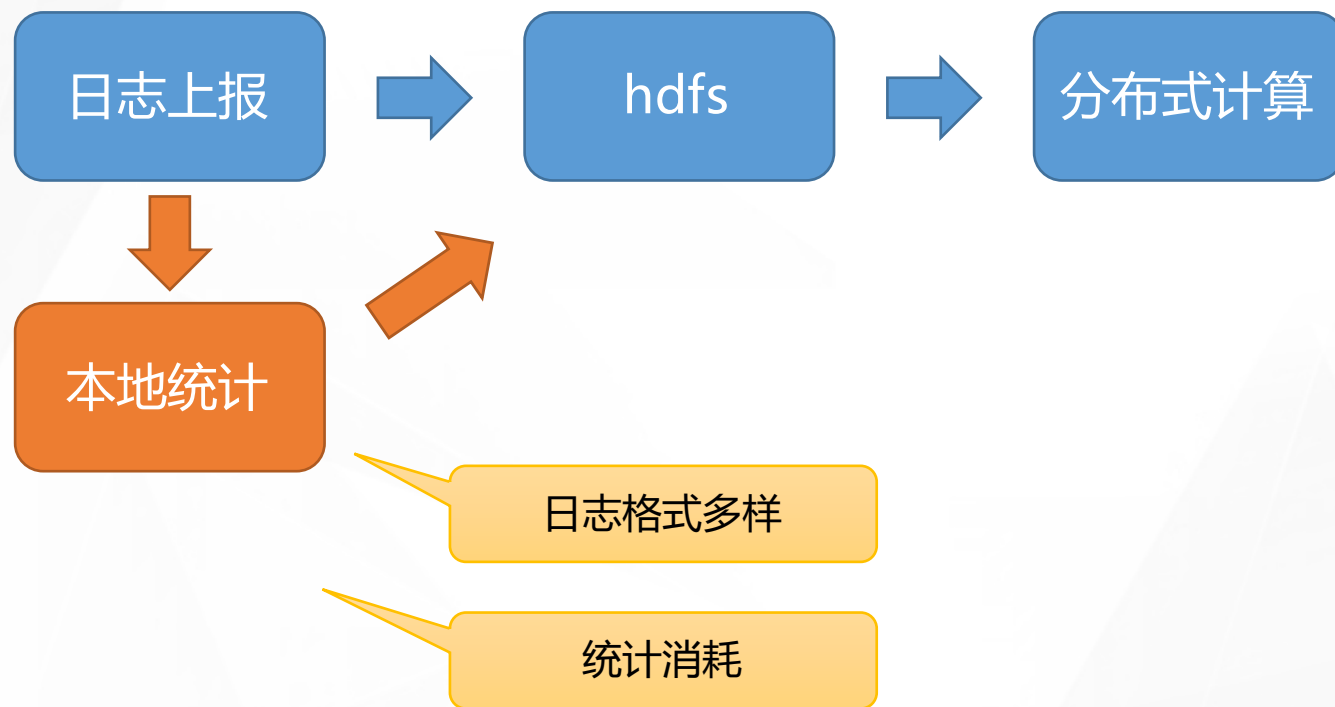 日志上报
hdfs
分布式计算
本地统计
日志格式多样
统计消耗